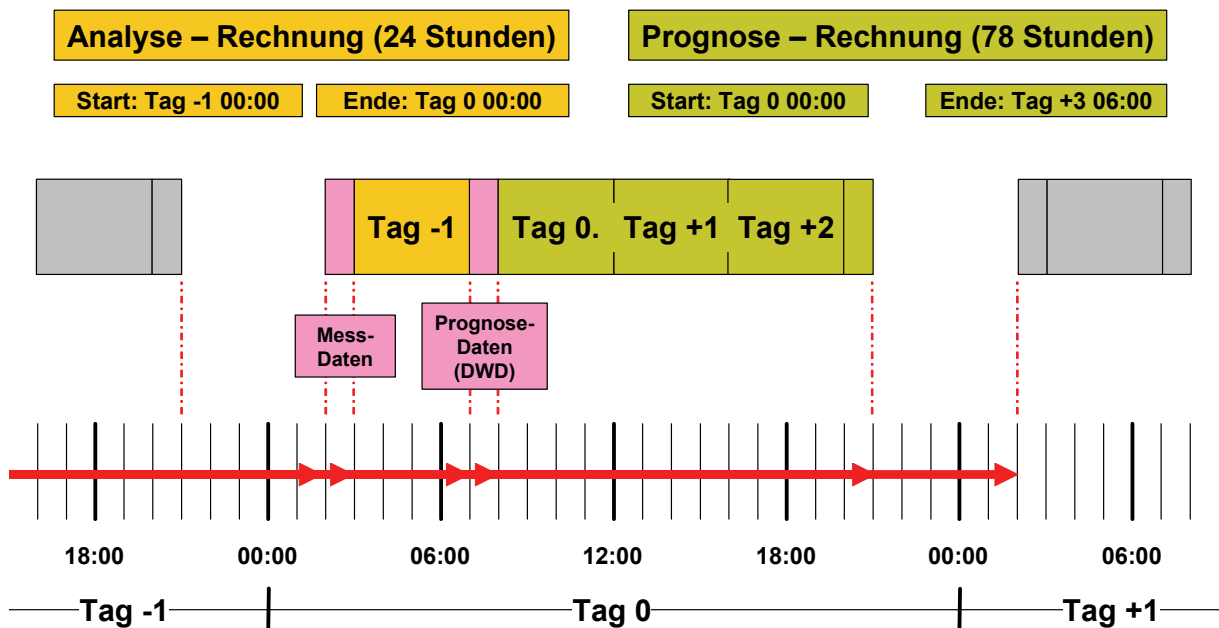 Analyse – Rechnung (24 Stunden)
Prognose – Rechnung (78 Stunden)
Start: Tag -1 00:00
Ende: Tag 0 00:00
Start: Tag 0 00:00
Ende: Tag +3 06:00
Tag -1
Tag 0.
Tag +1
Tag +2
Mess-
Daten
Prognose-
Daten
(DWD)
18:00
00:00
06:00
12:00
18:00
00:00
06:00
Tag -1
Tag 0
Tag +1